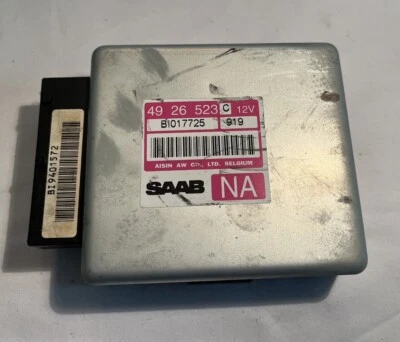 49 26 523 C 12V
BI017725 919
AISIN AW CO., LTD. BELGIUM
SAAB NA
BI9401572